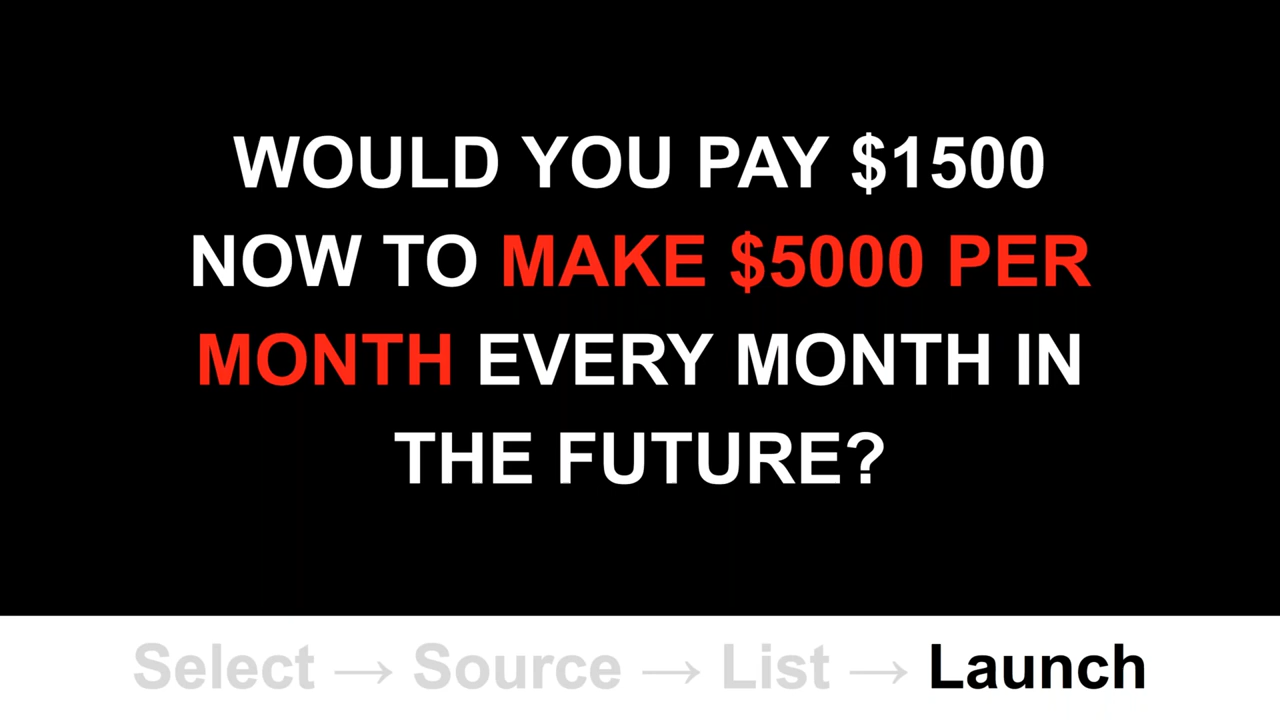 WOULD YOU PAY $1500
NOW TO MAKE $5000 PER
MONTH EVERY MONTH IN
THE FUTURE?
Select → Source → List → Launch